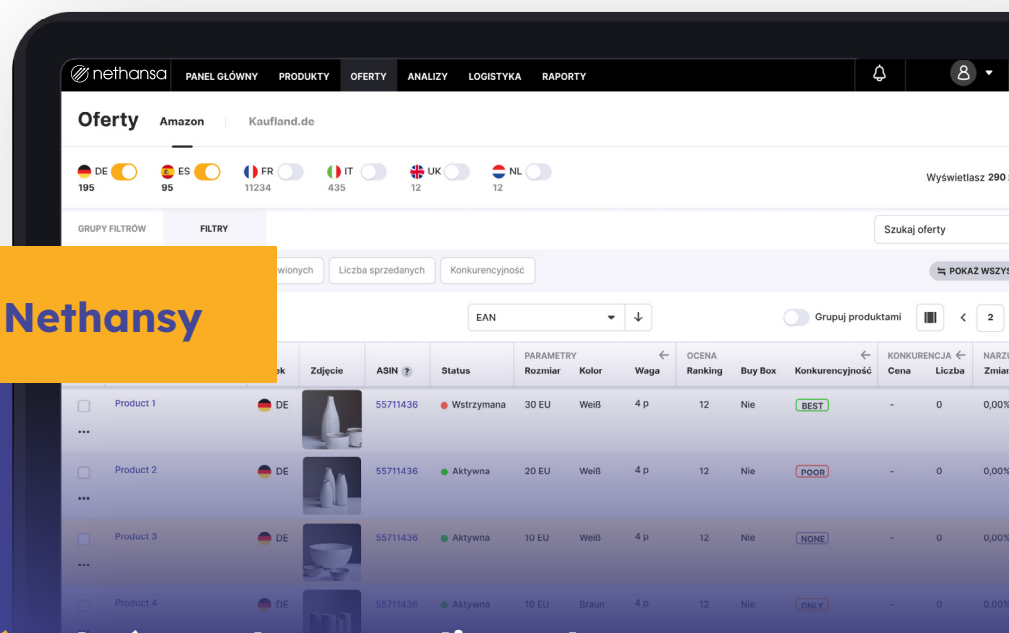 nethansa PANEL GŁÓWNY PRODUKTY OFERTY ANALIZY LOGISTYKA RAPORTY
Oferty Amazon Kaufland.de
DE ES FR IT UK NL
195 95 11234 435 12 12
Wyświetlasz 290
GRUPY FILTRÓW FILTRY
Szukaj oferty
Liczba sprzedanych Konkurencyjność
POKAŻ
Nethansy
EAN Grupuj produktami 2
PARAMETRY OCENA KONKURENCJA
Zdjęcie ASIN ? Status Rozmiar Kolor Waga Ranking Buy Box Konkurencyjność Cena Liczba
Product 1 DE 55711436 Wstrzymana 30 EU Weiß 4 p 12 Nie BEST - 0 0,00%
Product 2 DE 55711436 Aktywna 20 EU Weiß 4 p 12 Nie POOR - 0 0,00%
Product 3 DE 55711436 Aktywna 10 EU Weiß 4 p 12 Nie NONE - 0 0,00%
Product 4 DE 55711436 Aktywna 10 EU Braun 4 p 12 Nie ONLY - 0 0,00%